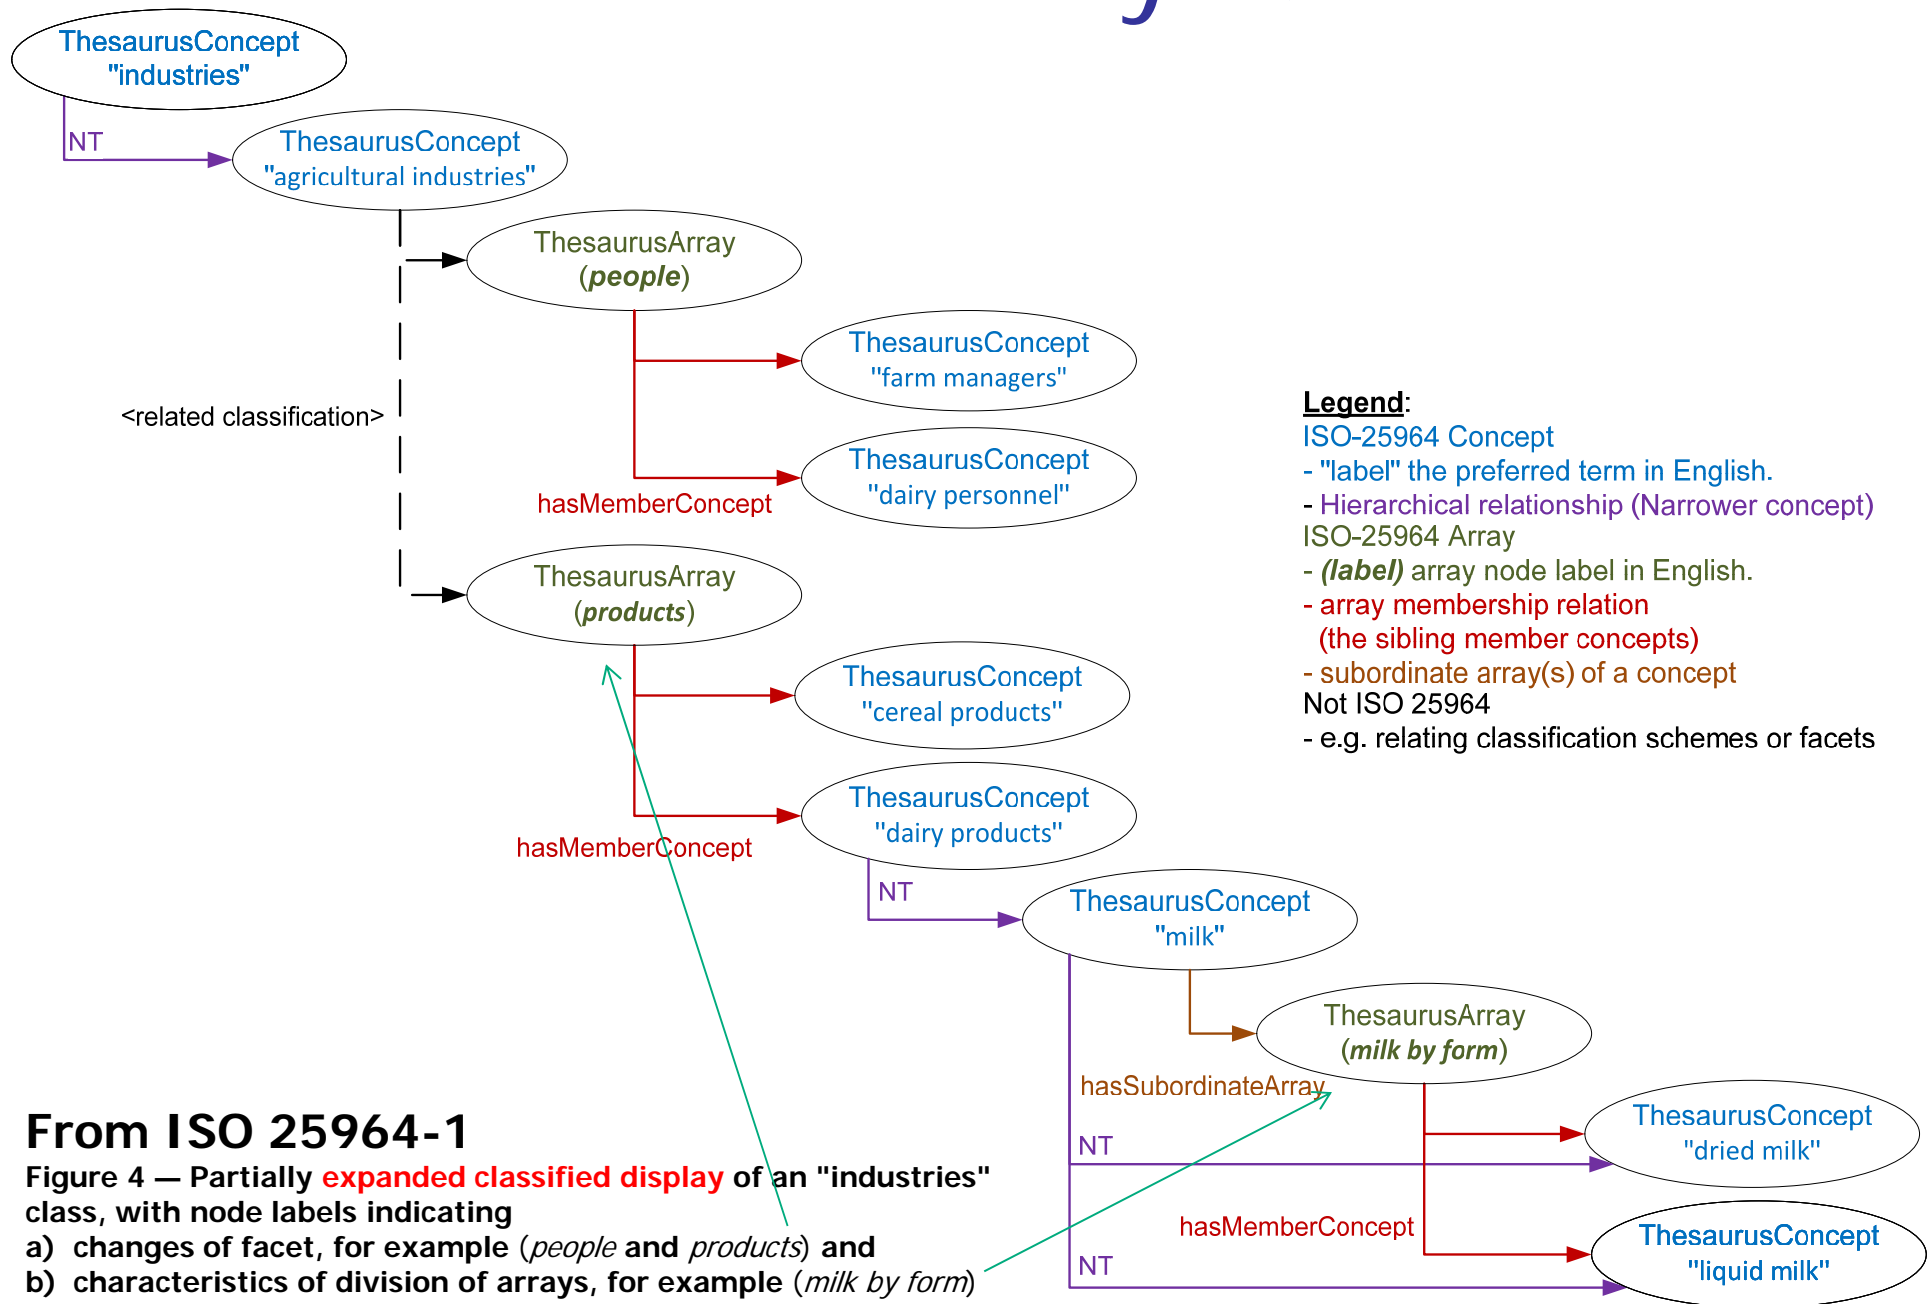 ThesaurusConcept
"industries"
NT
ThesaurusConcept
"agricultural industries"
ThesaurusArray
(people)
ThesaurusConcept
"farm managers"
<related classification>
ThesaurusConcept
"dairy personnel"
hasMemberConcept
ThesaurusArray
(products)
ThesaurusConcept
"cereal products"
ThesaurusConcept
"dairy products"
hasMemberConcept
NT
ThesaurusConcept
"milk"
ThesaurusArray
(milk by form)
hasSubordinateArray
NT
ThesaurusConcept
"dried milk"
hasMemberConcept
NT
ThesaurusConcept
"liquid milk"
Legend:
ISO-25964 Concept
- "label" the preferred term in English.
- Hierarchical relationship (Narrower concept)
ISO-25964 Array
- (label) array node label in English.
- array membership relation
(the sibling member concepts)
- subordinate array(s) of a concept
Not ISO 25964
- e.g. relating classification schemes or facets
From ISO 25964-1
Figure 4 — Partially expanded classified display of an "industries"
class, with node labels indicating
a) changes of facet, for example (people and products) and
b) characteristics of division of arrays, for example (milk by form)